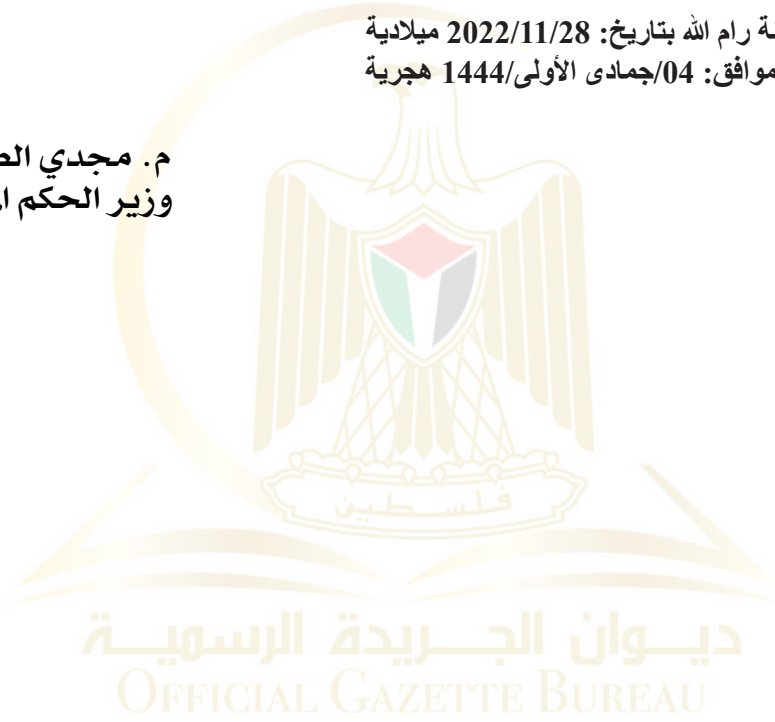 رام الله بتاريخ: 2022/11/28 ميلادية
04/جمادى الأولى/1444 هجرية
م. مجدي
وزير الحكم
فلسطين
ديوان الجريدة الرسمية
OFFICIAL GAZETTE BUREAU